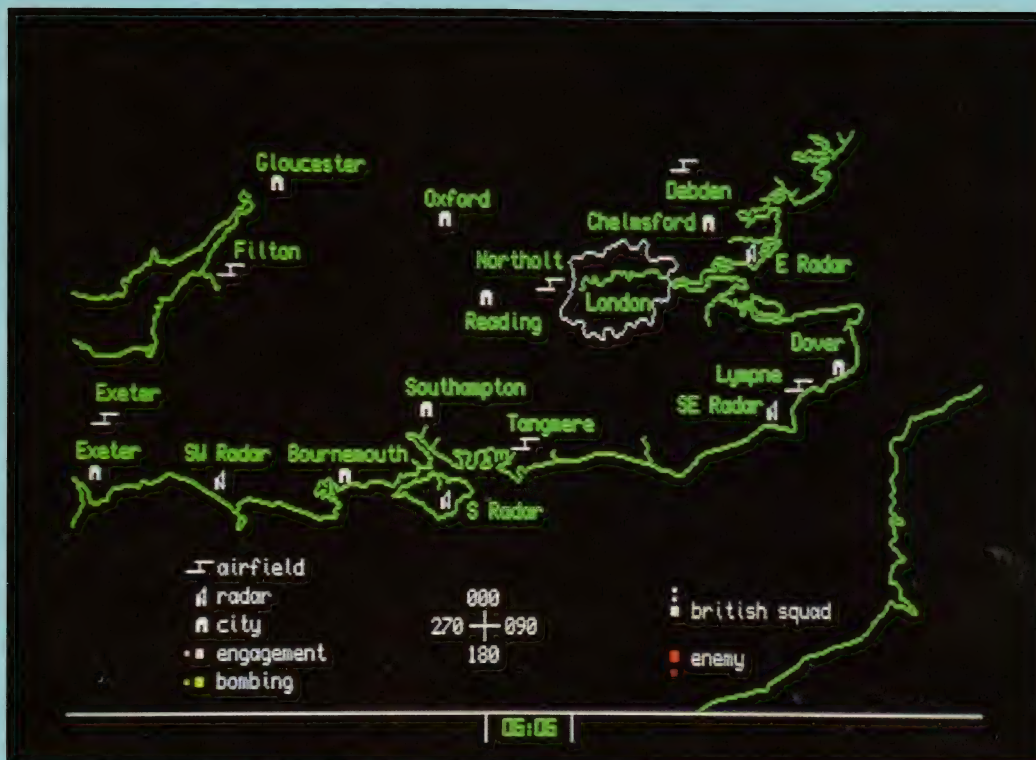 Gloucester
Oxford
Debden
Chelmsford
Filton
Northolt
E Radar
London
Reading
Dover
Lympne
Exeter
Southampton
SE Radar
Tangmere
Exeter
SW Radar
Bournemouth
S Radar
airfield
radar
000
british squad
city
270 090
engagement
180
enemy
bombing
06:06